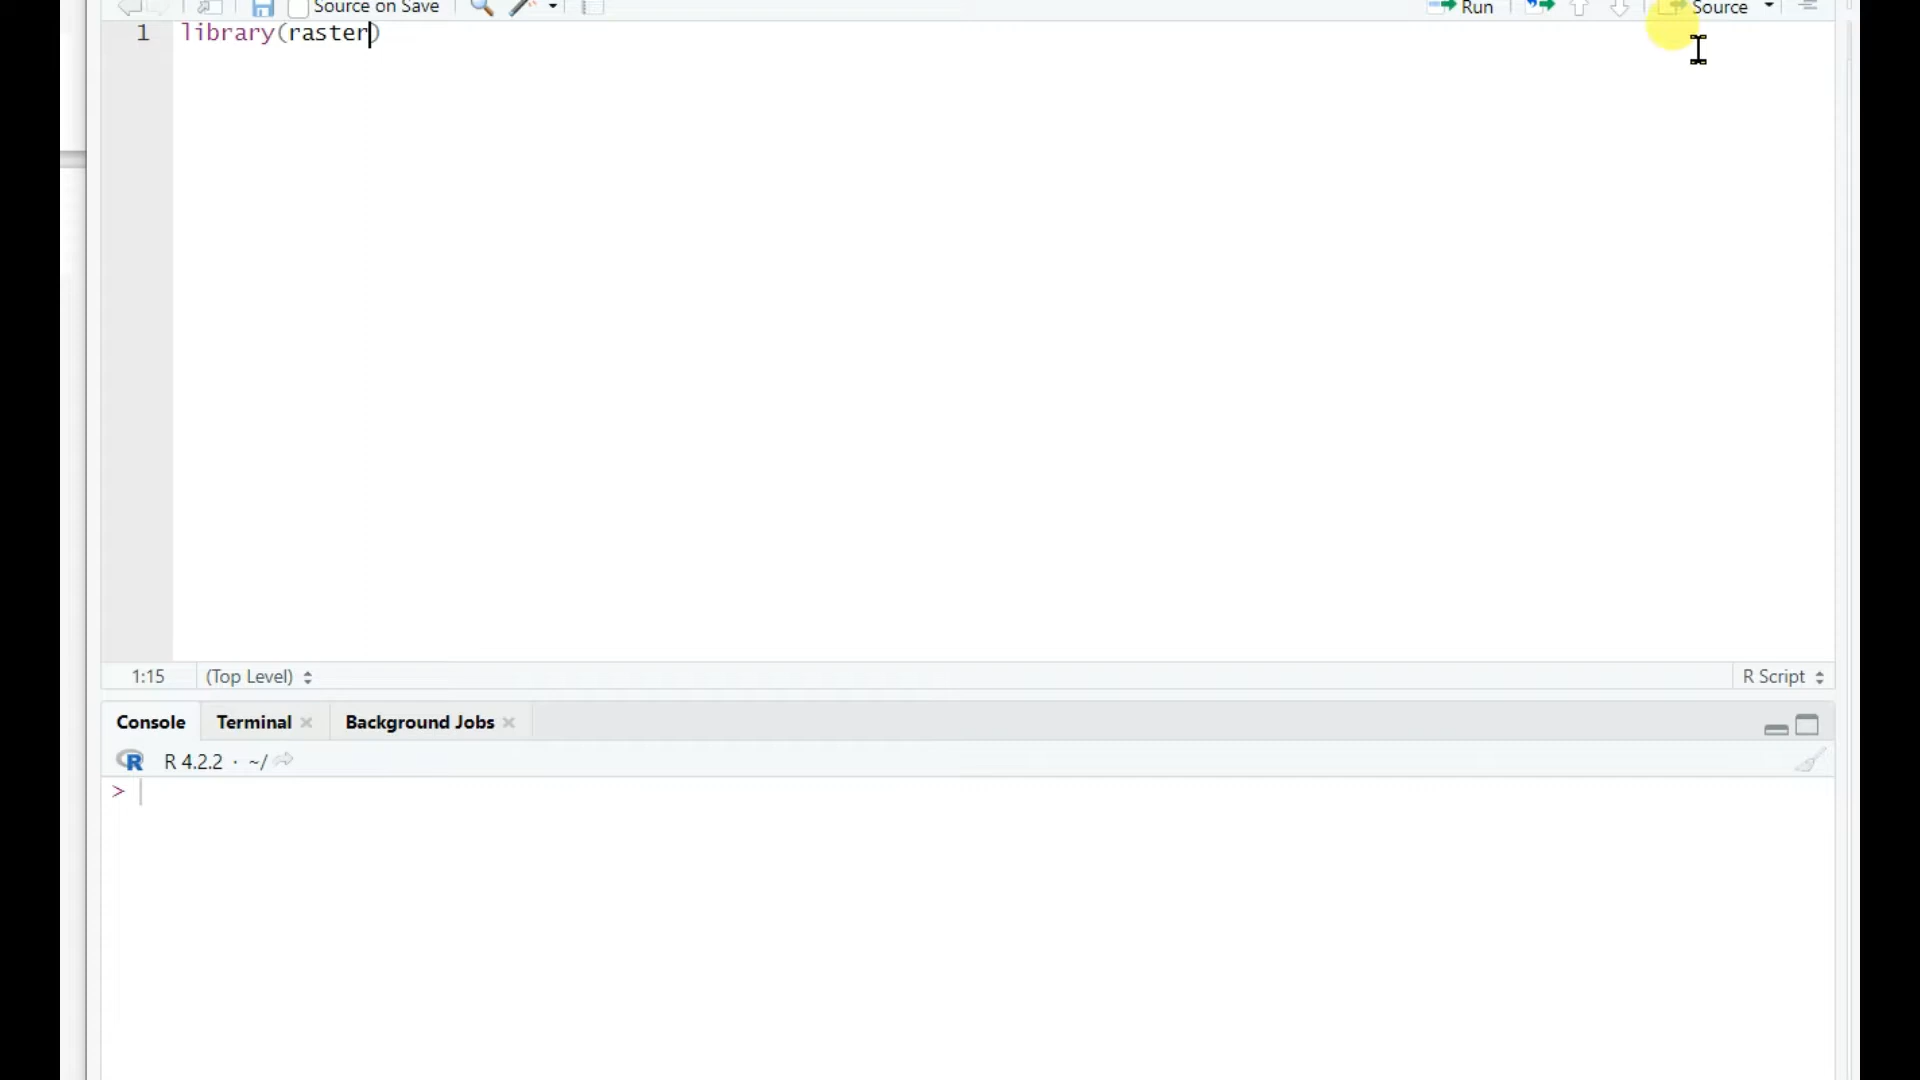 Source on Save Run Source
1 library(raster)
1:15 (Top Level) R Script
Console Terminal Background Jobs
R R 4.2.2 · ~/
>